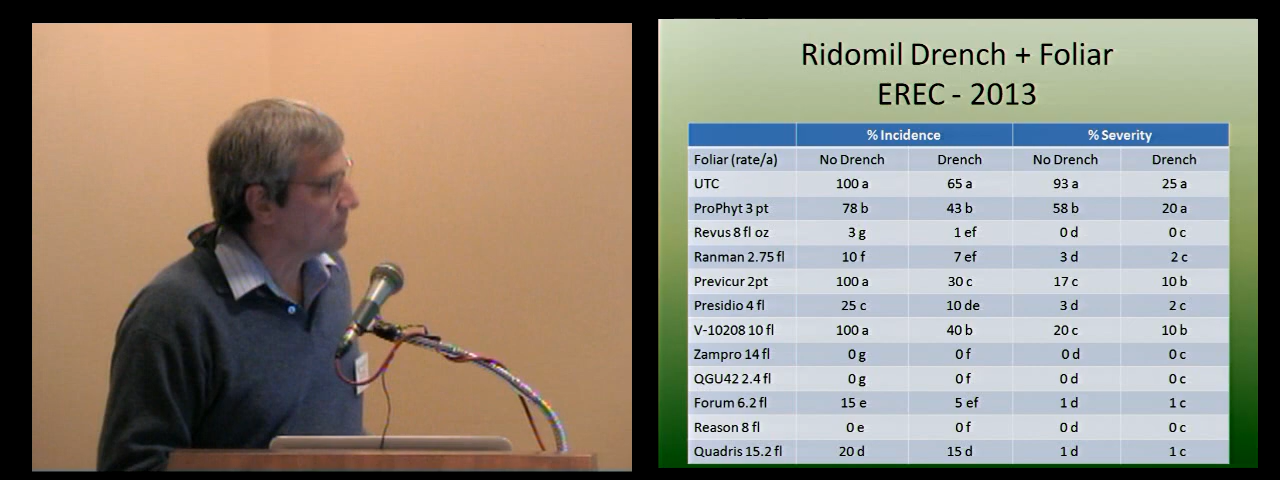 Ridomil Drench + Foliar
EREC - 2013
% Incidence % Severity
Foliar (rate/a) No Drench Drench No Drench Drench
UTC 100 a 65 a 93 a 25 a
ProPhyt 3 pt 78 b 43 b 58 b 20 a
Revus 8 fl oz 3 g 1 ef 0 d 0 c
Ranman 2.75 fl 10 f 7 ef 3 d 2 c
Previcur 2pt 100 a 30 c 17 c 10 b
Presidio 4 fl 25 c 10 de 3 d 2 c
V-10208 10 fl 100 a 40 b 20 c 10 b
Zampro 14 fl 0 g 0 f 0 d 0 c
QGU42 2.4 fl 0 g 0 f 0 d 0 c
Forum 6.2 fl 15 e 5 ef 1 d 1 c
Reason 8 fl 0 e 0 f 0 d 0 c
Quadris 15.2 fl 20 d 15 d 1 d 1 c